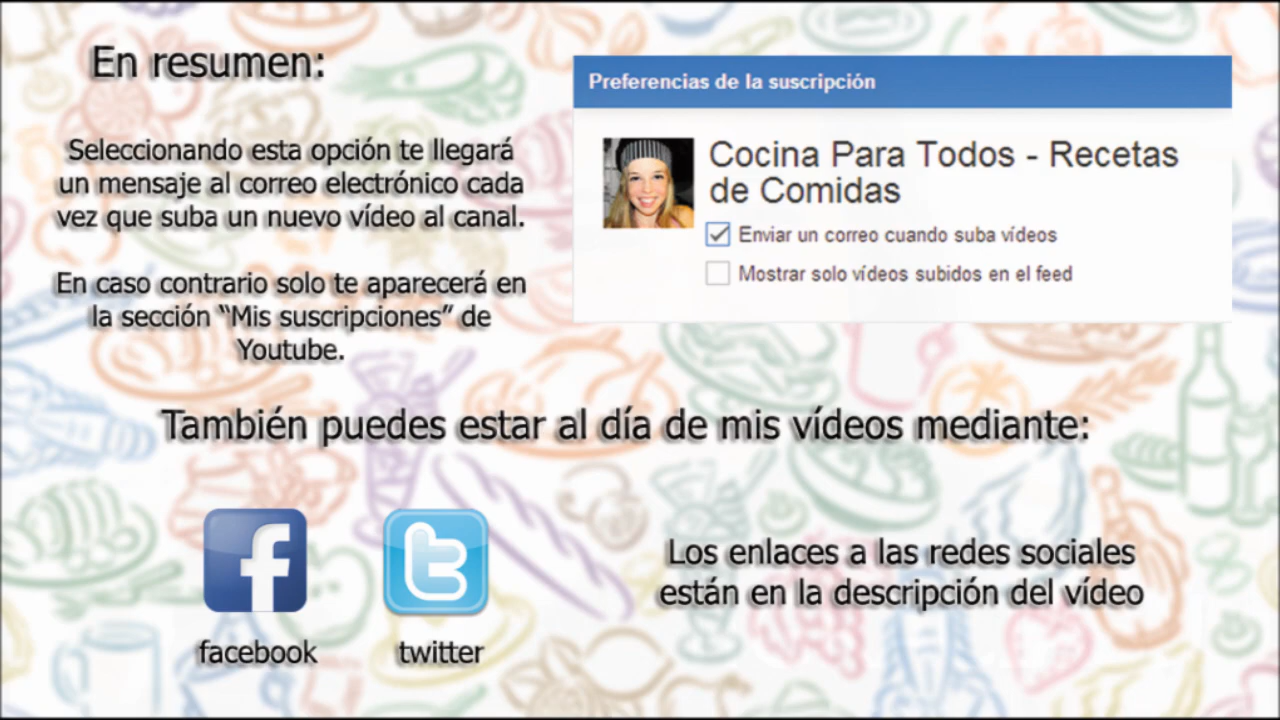 En resumen:
Seleccionando esta opción te llegará
un mensaje al correo electrónico cada
vez que suba un nuevo vídeo al canal.
En caso contrario solo te aparecerá en
la sección “Mis suscripciones” de
Youtube.
Preferencias de la suscripción
Cocina Para Todos - Recetas
de Comidas
Enviar un correo cuando suba vídeos
Mostrar solo vídeos subidos en el feed
También puedes estar al día de mis vídeos mediante:
facebook
twitter
Los enlaces a las redes sociales
están en la descripción del vídeo